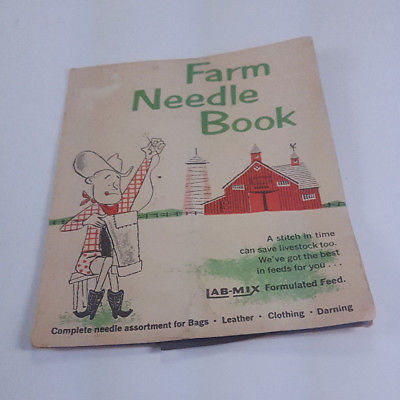 Farm
Needle
Book
A stitch in time
can save livestock too.
We've got the best
in feeds for you . . .
LAB-MIX Formulated Feed.
Complete needle assortment for Bags • Leather • Clothing • Darning